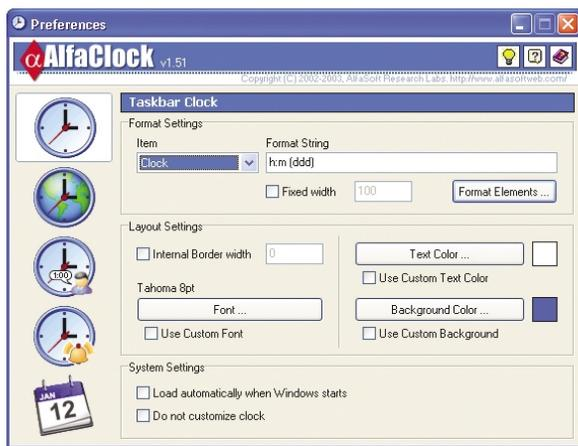 Preferences
αAlfaClock v1.51
Copyright (C) 2002-2003, AlfaSoft Research Labs. http://www.alfasoftweb.com/
Taskbar Clock
Format Settings
Item Format String
Clock h:m (ddd)
Fixed width 100 Format Elements ...
Layout Settings
Internal Border width 0 Text Color ...
Use Custom Text Color
Tahoma 8pt
Font ... Background Color ...
Use Custom Font Use Custom Background
System Settings
Load automatically when Windows starts
Do not customize clock
1:00
JAN
12